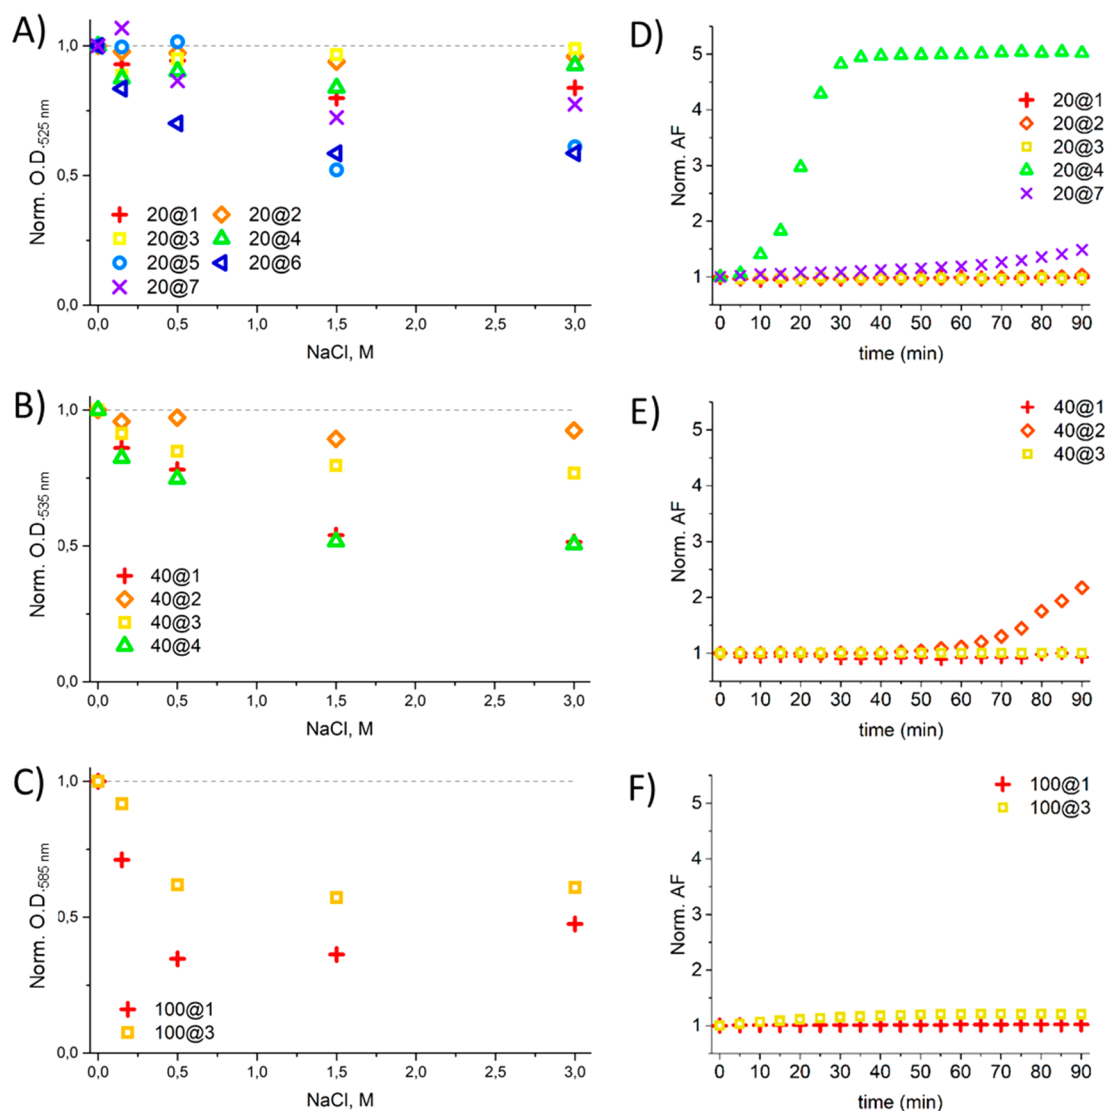 A)
Norm. O.D.-525 nm
1,0
0,5
0,0
20@1 20@2
20@3 20@4
20@5 20@6
20@7
0,0 0,5 1,0 1,5 2,0 2,5 3,0
NaCl, M
D)
Norm. AF
5
4
3
2
1
20@1
20@2
20@3
20@4
20@7
0 10 20 30 40 50 60 70 80 90
time (min)
B)
Norm. O.D.-535 nm
1,0
0,5
0,0
40@1
40@2
40@3
40@4
0,0 0,5 1,0 1,5 2,0 2,5 3,0
NaCl, M
E)
Norm. AF
5
4
3
2
1
40@1
40@2
40@3
0 10 20 30 40 50 60 70 80 90
time (min)
C)
Norm. O.D.-585 nm
1,0
0,5
0,0
100@1
100@3
0,0 0,5 1,0 1,5 2,0 2,5 3,0
NaCl, M
F)
Norm. AF
5
4
3
2
1
100@1
100@3
0 10 20 30 40 50 60 70 80 90
time (min)